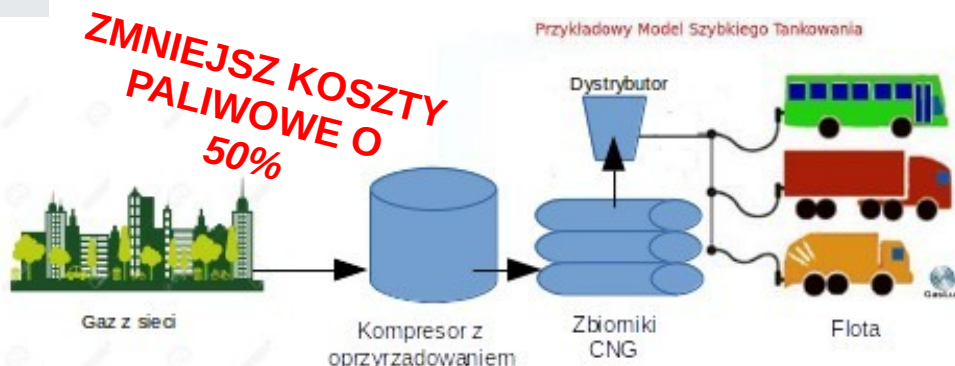 Przykładowy Model Szybkiego Tankowania
ZMNIEJSZ KOSZTY
PALIWOWE O
50%
Dystrybutor
Gaz z sieci
Kompresor z
oprzyrządowaniem
Zbiorniki
CNG
Flota